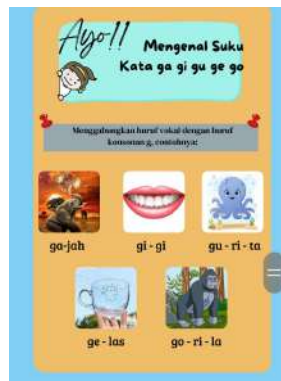 Ayo!!
Mengenal Suku
Kata ga gi gu ge go
Menggabungkan huruf vokal dengan huruf
konsonan g, contohnya:
ga-jah
gi - gi
gu - ri - ta
ge - las
go - ri - la